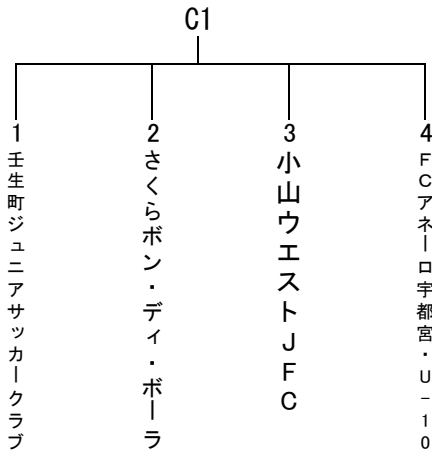 C1
1
壬生町ジュニアサッカークラブ
2
さくらボン・ディ・ボーラ
3
小山ウエストJFC
4
FCアネーロ宇都宮・U-10